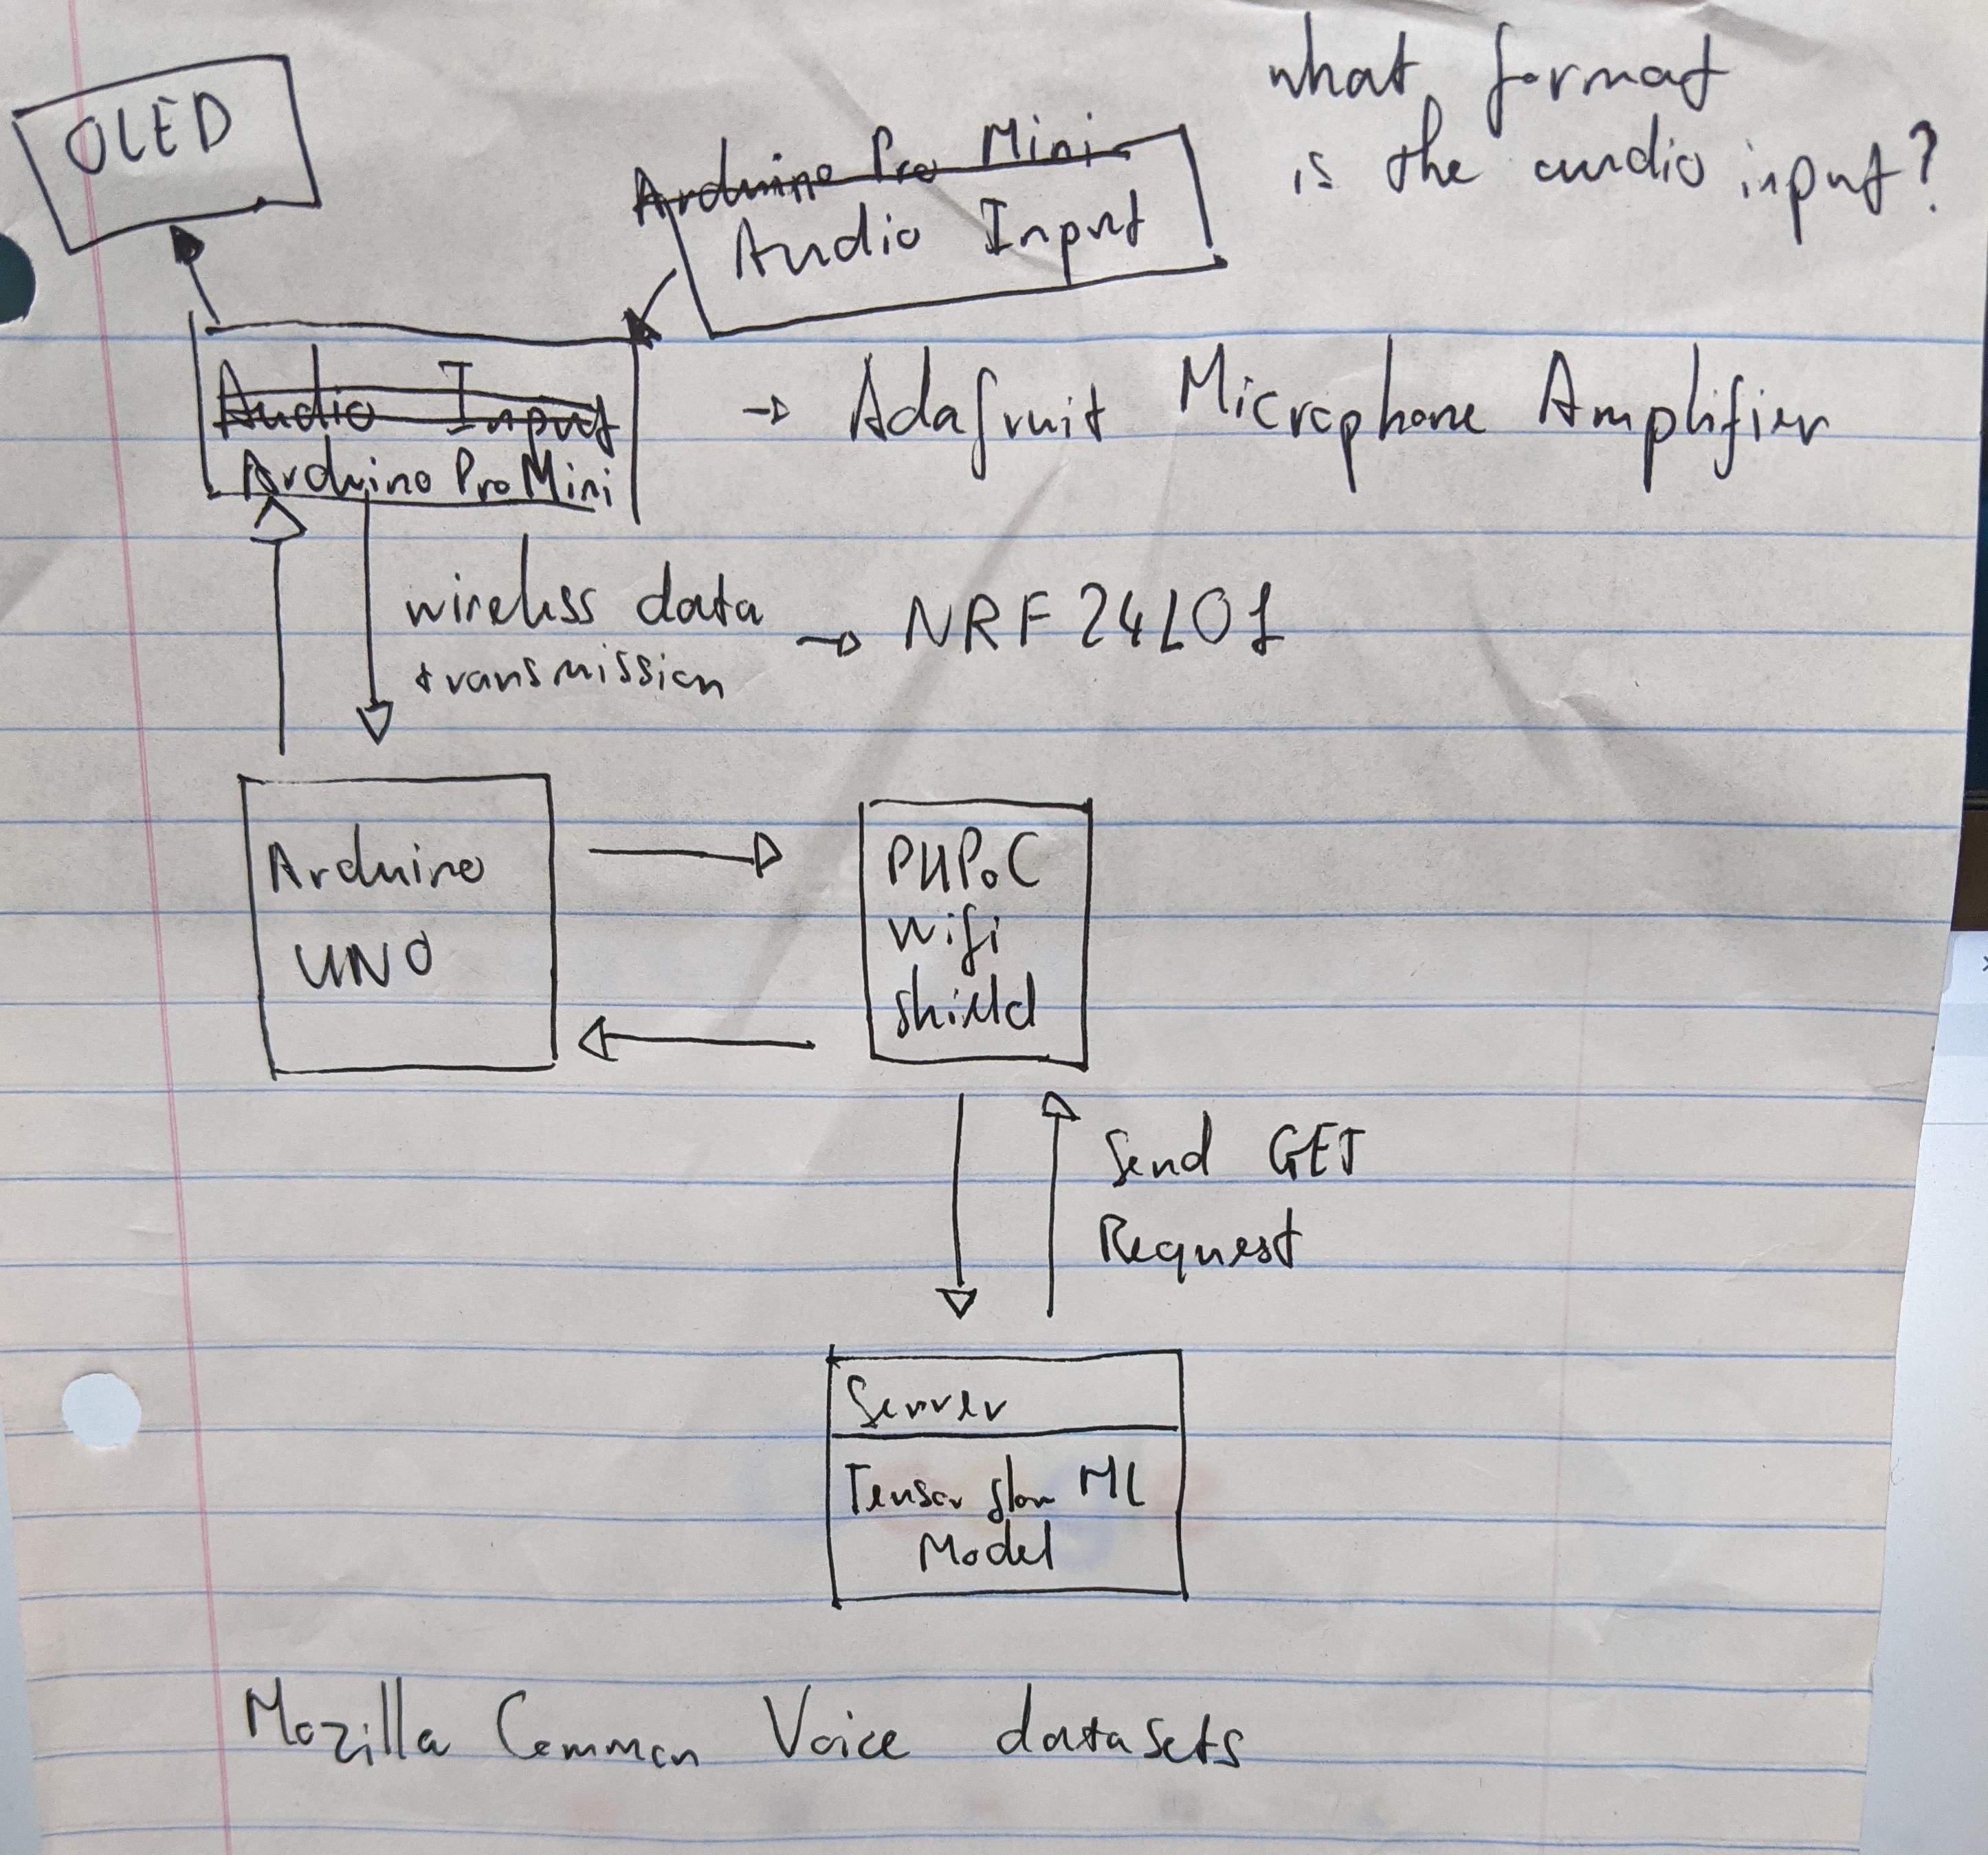 what format
is the audio input?
OLED
Arduino Pro Mini
Audio Input
Audio Input
Arduino Pro Mini
→ Adafruit Microphone Amplifier
wireless data
transmission
→ NRF24L01
Arduino
UNO
PHPoC
wifi
shield
Send GET
Request
Server
Tensor flow ML
Model
Mozilla Common Voice datasets